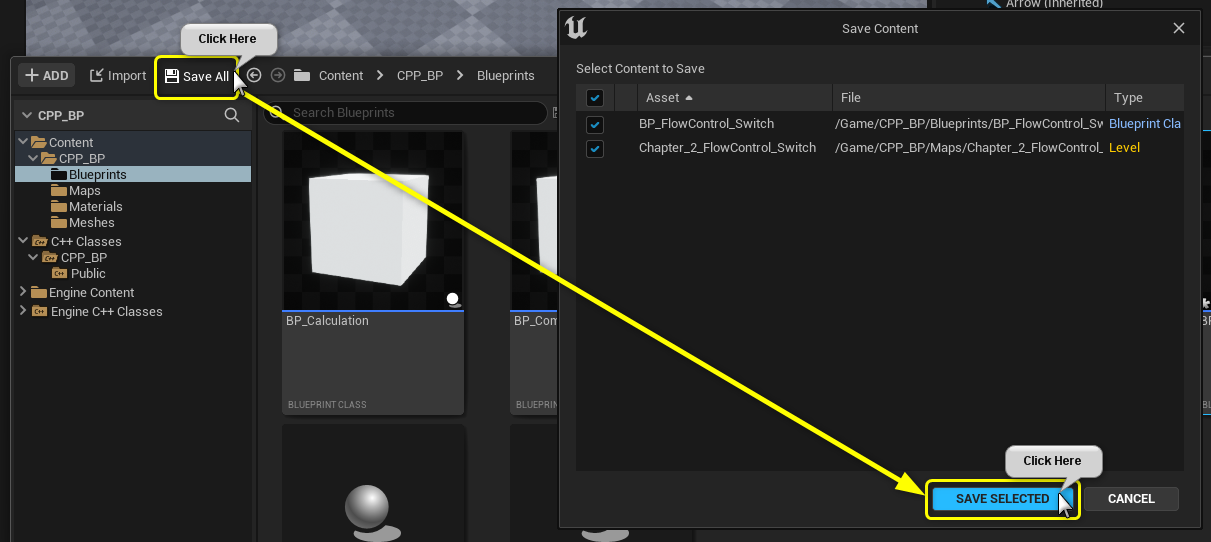 Arrow (Inherited)
Click Here
ADD
Import
Save All
Content
CPP_BP
Blueprints
CPP_BP
Search Blueprints
Content
CPP_BP
Blueprints
Maps
Materials
Meshes
C++ Classes
CPP_BP
Public
Engine Content
Engine C++ Classes
BP_Calculation
BLUEPRINT CLASS
BP_Com
BLUEPRIN
Save Content
Select Content to Save
Asset File Type
BP_FlowControl_Switch /Game/CPP_BP/Blueprints/BP_FlowControl_Sw Blueprint Cla
Chapter_2_FlowControl_Switch /Game/CPP_BP/Maps/Chapter_2_FlowControl_ Level
Click Here
SAVE SELECTED
CANCEL